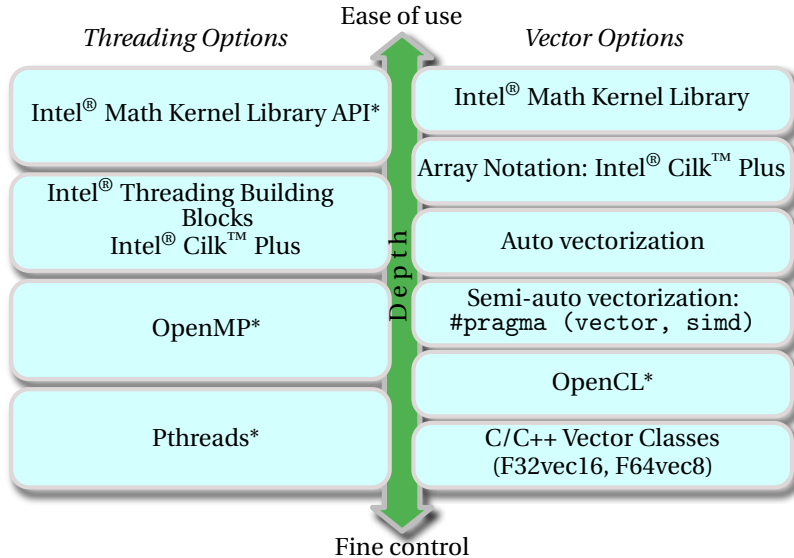 Ease of use
Threading Options
Vector Options
Intel® Math Kernel Library API*
Intel® Threading Building
Blocks
Intel® Cilk™ Plus
OpenMP*
Pthreads*
Depth
Intel® Math Kernel Library
Array Notation: Intel® Cilk™ Plus
Auto vectorization
Semi-auto vectorization:
#pragma (vector, simd)
OpenCL*
C/C++ Vector Classes
(F32vec16, F64vec8)
Fine control